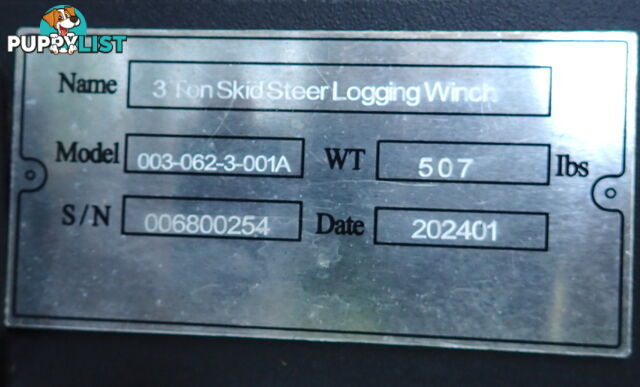 PUPPYLIST
Name 3 Ton Skid Steer Logging Winch
Model 003-062-3-001A WT 507 lbs
S/N 006800254 Date 202401